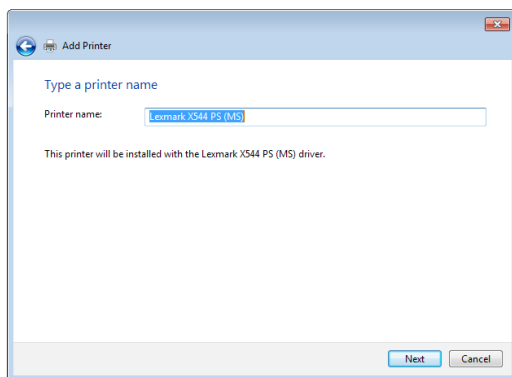 Add Printer
Type a printer name
Printer name: Lexmark X544 PS (MS)
This printer will be installed with the Lexmark X544 PS (MS) driver.
Next Cancel